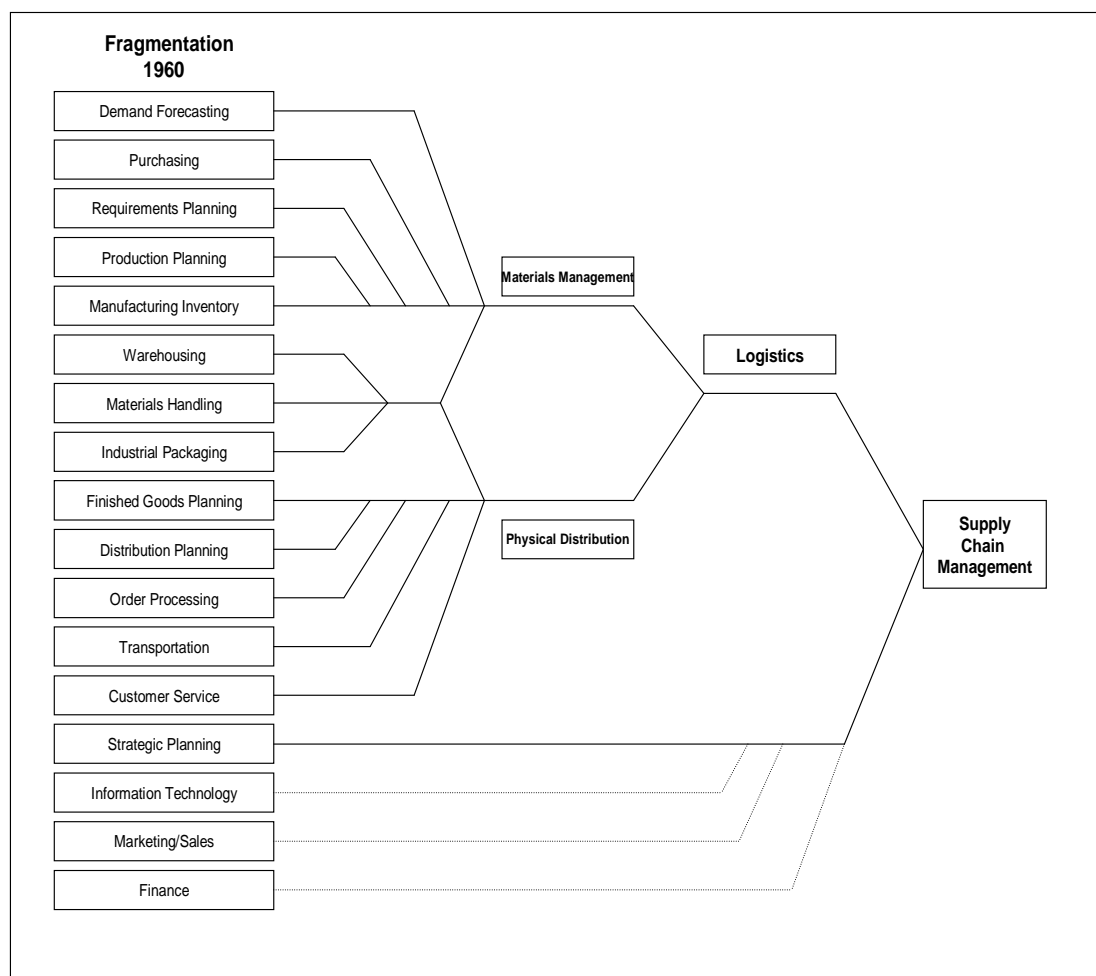 Fragmentation
1960
Demand Forecasting
Purchasing
Requirements Planning
Production Planning
Manufacturing Inventory
Warehousing
Materials Handling
Industrial Packaging
Finished Goods Planning
Distribution Planning
Order Processing
Transportation
Customer Service
Strategic Planning
Information Technology
Marketing/Sales
Finance
Materials Management
Physical Distribution
Logistics
Supply
Chain
Management